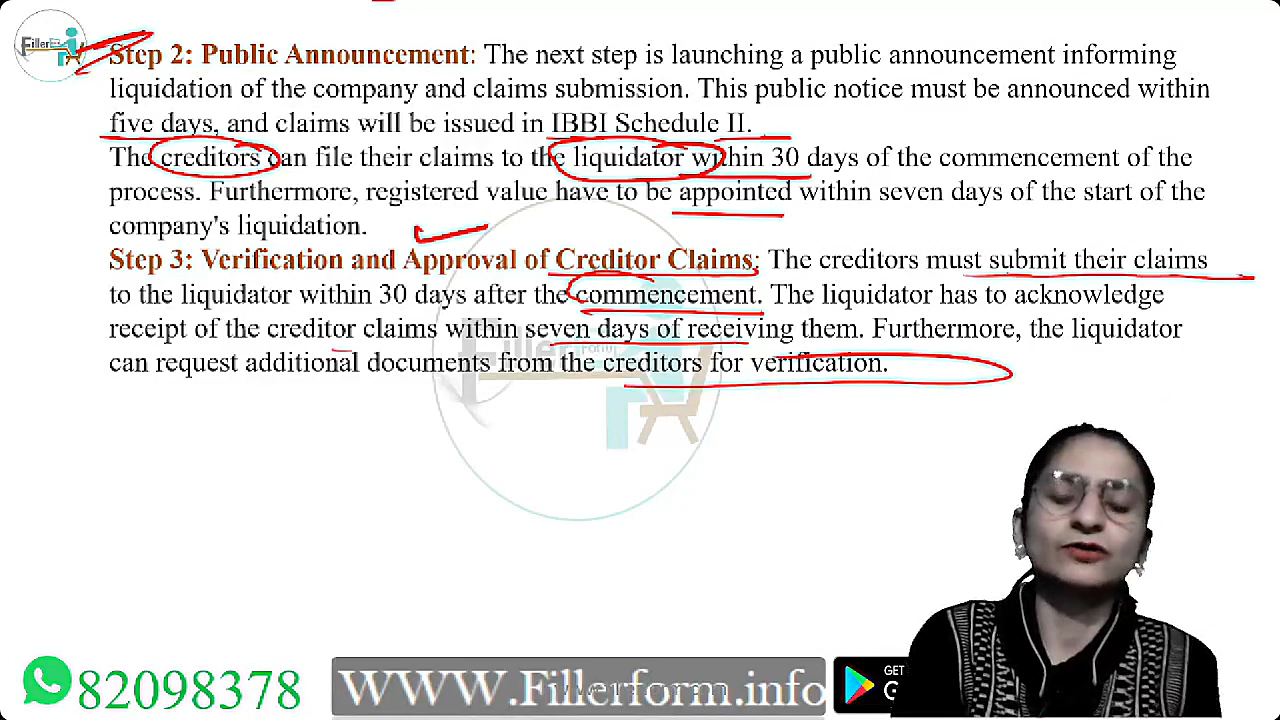 Filler
Step 2: Public Announcement: The next step is launching a public announcement informing
liquidation of the company and claims submission. This public notice must be announced within
five days, and claims will be issued in IBBI Schedule II.
The creditors can file their claims to the liquidator within 30 days of the commencement of the
process. Furthermore, registered value have to be appointed within seven days of the start of the
company's liquidation.
Step 3: Verification and Approval of Creditor Claims: The creditors must submit their claims
to the liquidator within 30 days after the commencement. The liquidator has to acknowledge
receipt of the creditor claims within seven days of receiving them. Furthermore, the liquidator
can request additional documents from the creditors for verification.
Filler Form
82098378
WWW.Fillerform.info
GET
G